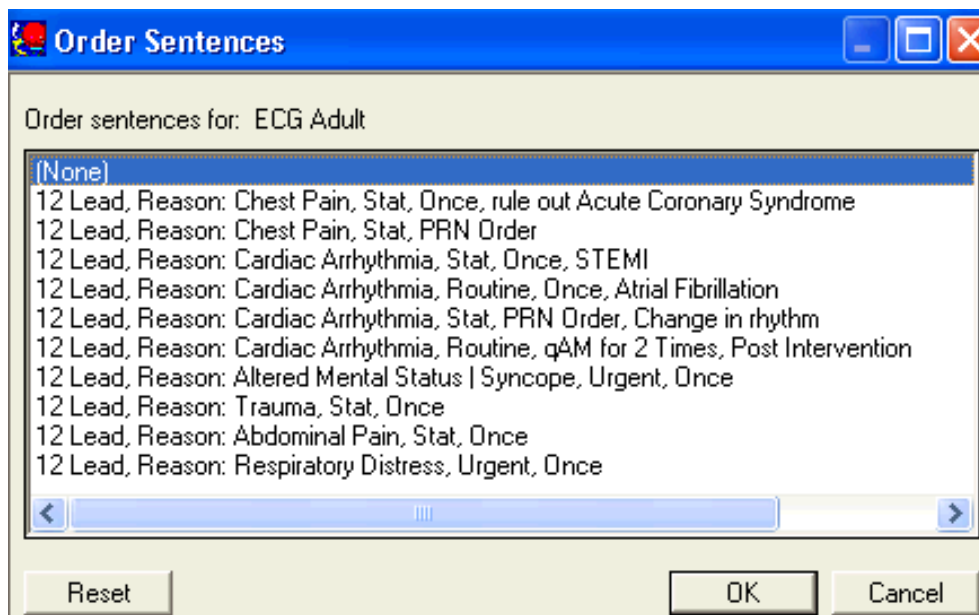 Order Sentences
Order sentences for: ECG Adult
(None)
12 Lead, Reason: Chest Pain, Stat, Once, rule out Acute Coronary Syndrome
12 Lead, Reason: Chest Pain, Stat, PRN Order
12 Lead, Reason: Cardiac Arrhythmia, Stat, Once, STEMI
12 Lead, Reason: Cardiac Arrhythmia, Routine, Once, Atrial Fibrillation
12 Lead, Reason: Cardiac Arrhythmia, Stat, PRN Order, Change in rhythm
12 Lead, Reason: Cardiac Arrhythmia, Routine, qAM for 2 Times, Post Intervention
12 Lead, Reason: Altered Mental Status | Syncope, Urgent, Once
12 Lead, Reason: Trauma, Stat, Once
12 Lead, Reason: Abdominal Pain, Stat, Once
12 Lead, Reason: Respiratory Distress, Urgent, Once
Reset OK Cancel